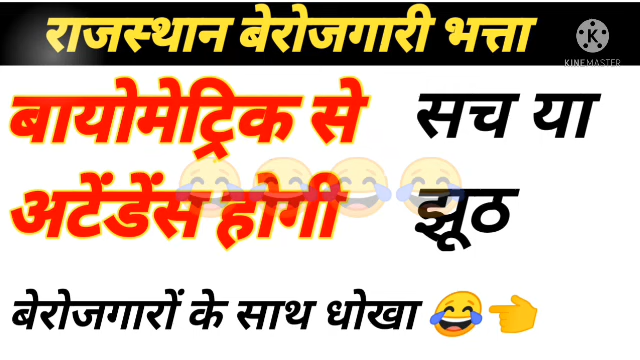 राजस्थान बेरोजगारी भत्ता
KINEMASTER
बायोमेट्रिक से सच या
अटेंडेंस होगी झूठ
बेरोजगारों के साथ धोखा 😂👈